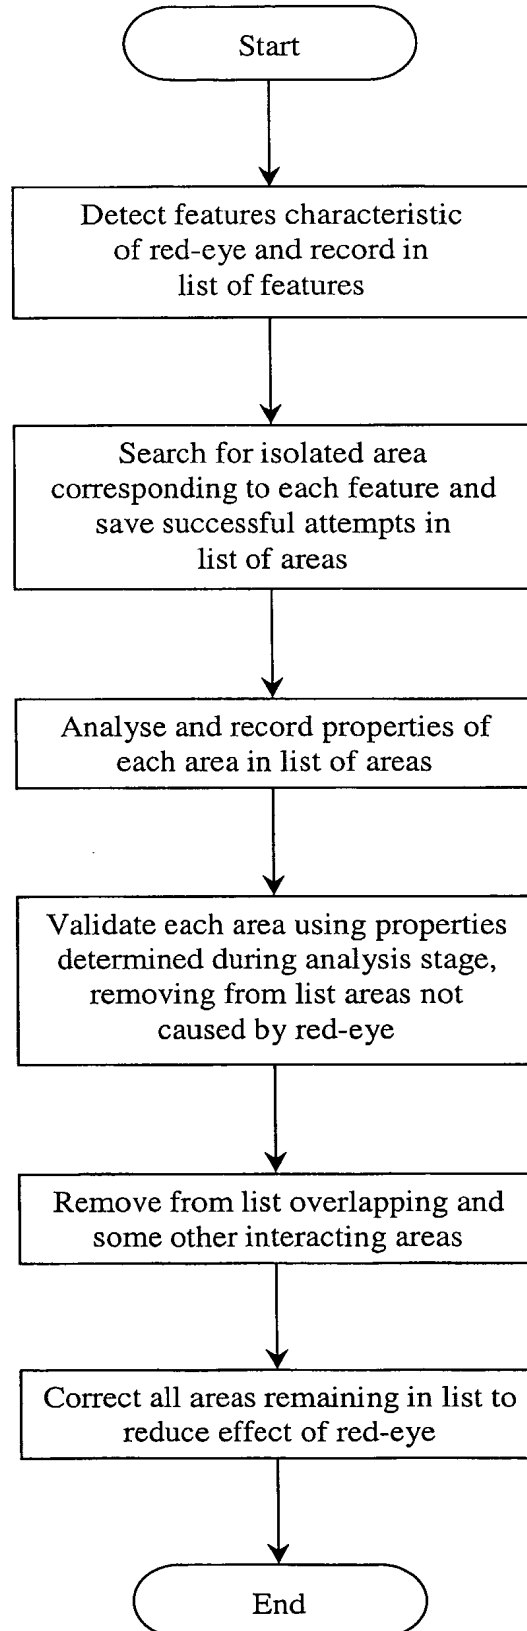 Start
Detect features characteristic
of red-eye and record in
list of features
Search for isolated area
corresponding to each feature and
save successful attempts in
list of areas
Analyse and record properties of
each area in list of areas
Validate each area using properties
determined during analysis stage,
removing from list areas not
caused by red-eye
Remove from list overlapping and
some other interacting areas
Correct all areas remaining in list to
reduce effect of red-eye
End